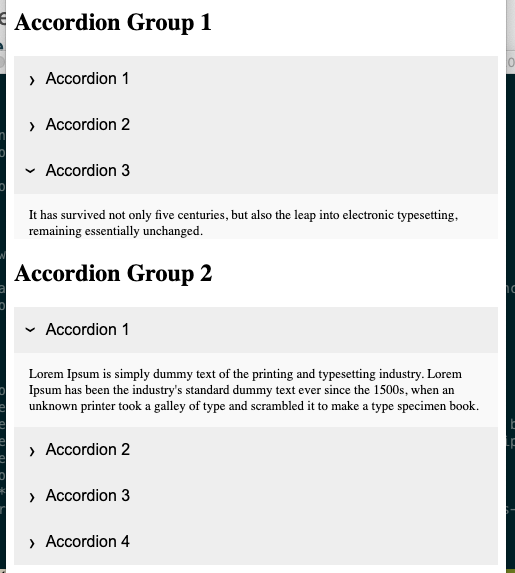 Accordion Group 1
Accordion 1
Accordion 2
Accordion 3
It has survived not only five centuries, but also the leap into electronic typesetting,
remaining essentially unchanged.
Accordion Group 2
Accordion 1
Lorem Ipsum is simply dummy text of the printing and typesetting industry. Lorem
Ipsum has been the industry's standard dummy text ever since the 1500s, when an
unknown printer took a galley of type and scrambled it to make a type specimen book.
Accordion 2
Accordion 3
Accordion 4